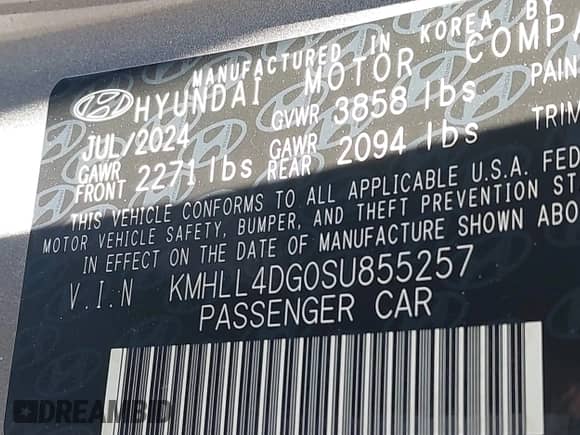 MANUFACTURED IN KOREA BY
HYUNDAI MOTOR COMPA
JUL/2024 GVWR 3858 lbs PAIN
GAWR FRONT 2271 lbs GAWR REAR 2094 lbs TRIM
THIS VEHICLE CONFORMS TO ALL APPLICABLE U.S.A. FED
MOTOR VEHICLE SAFETY, BUMPER, AND THEFT PREVENTION ST
IN EFFECT ON THE DATE OF MANUFACTURE SHOWN ABO
V.I.N KMHLL4DG0SU855257
PASSENGER CAR
DREAMBID